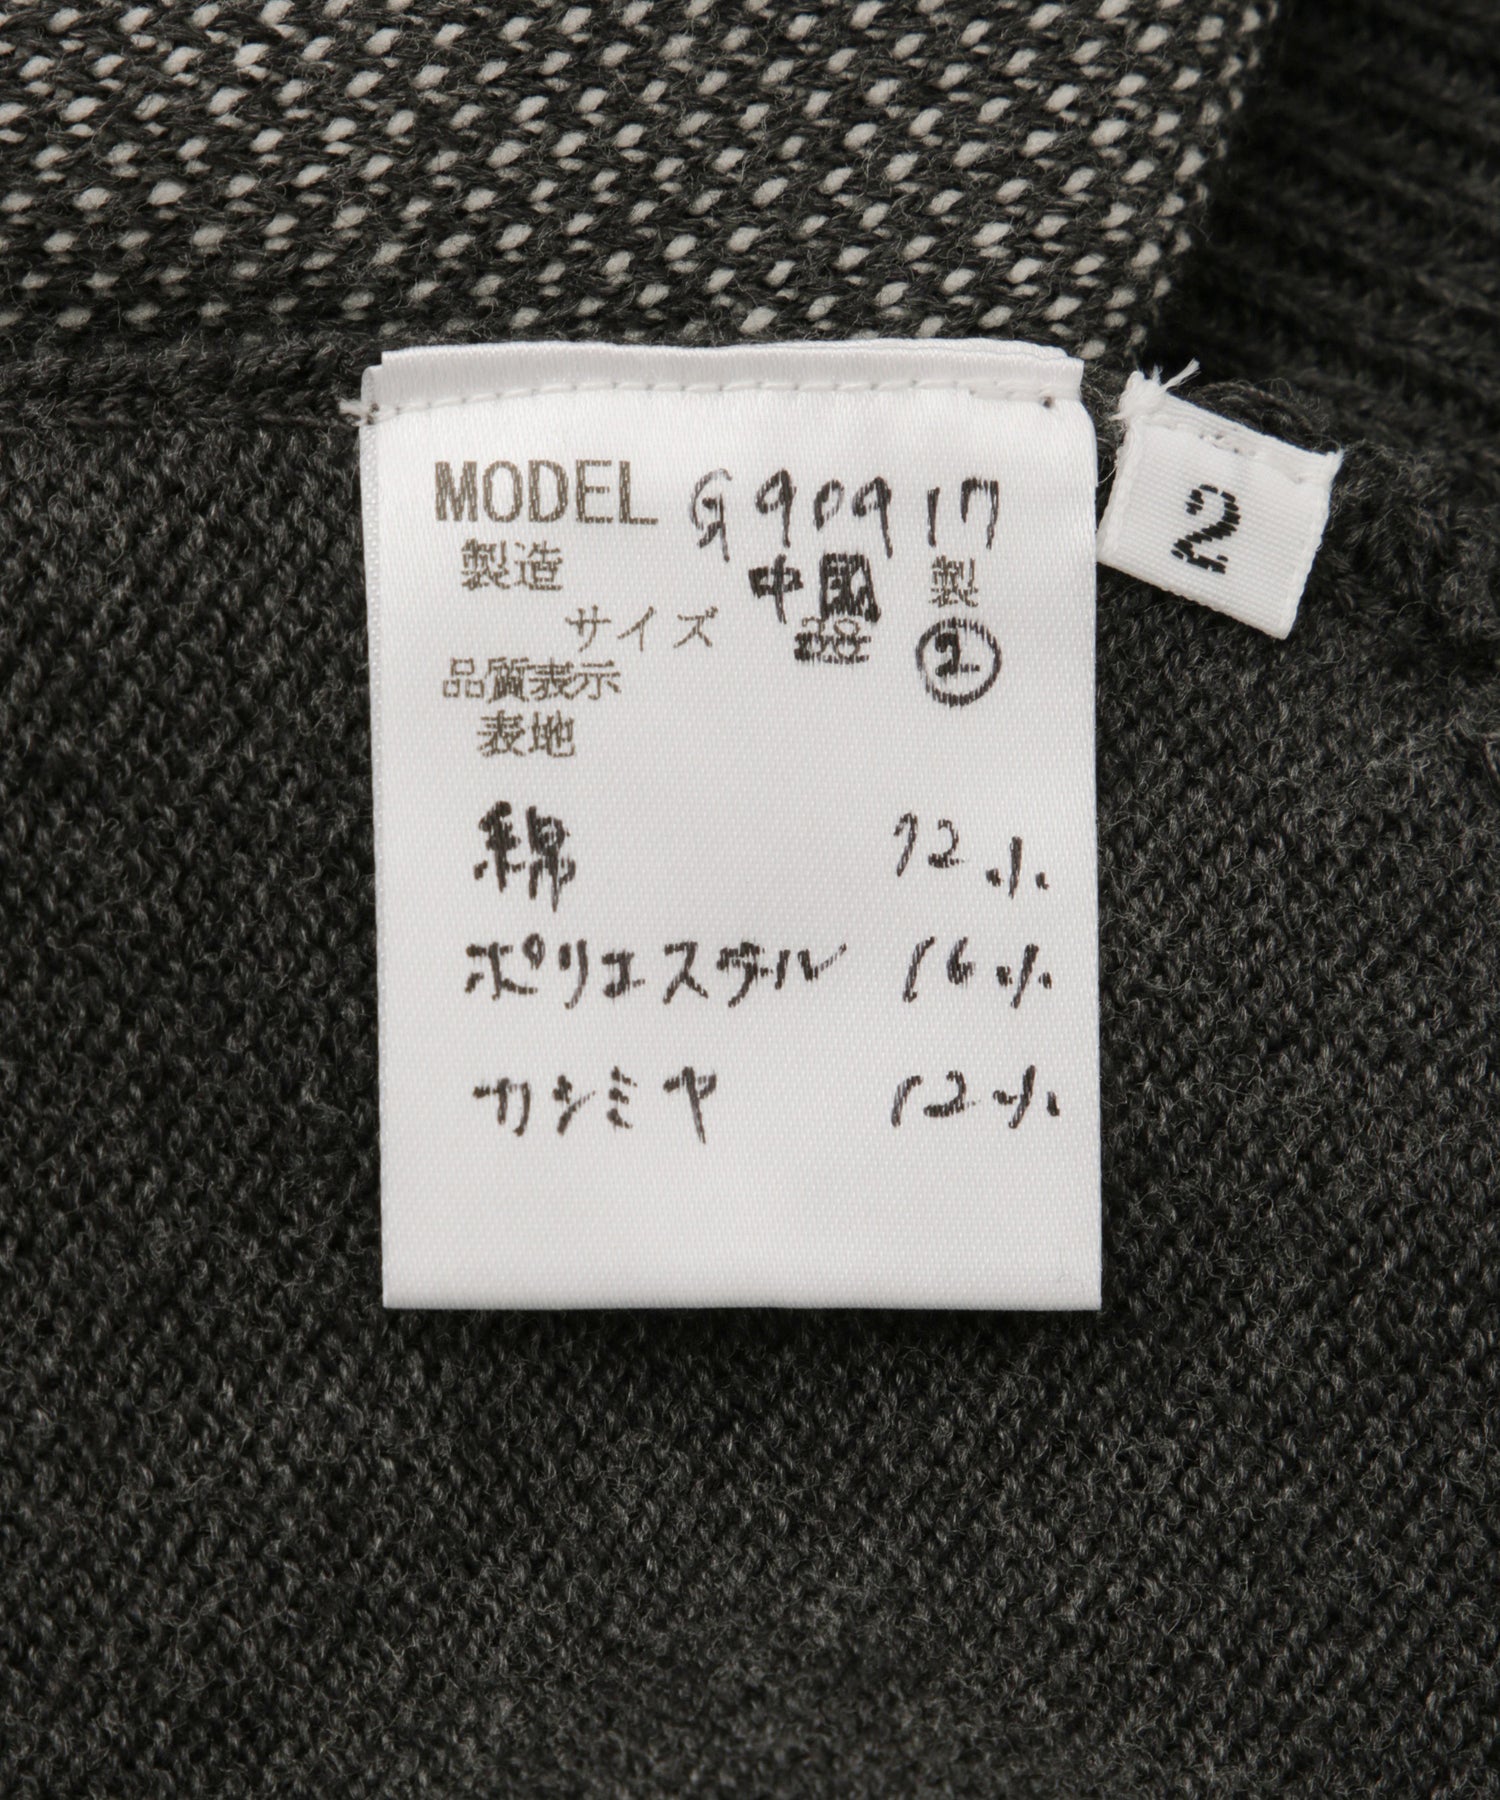 MODEL G90917
製造 中国 製
サイズ 38 ②
品質表示
表地
綿 72%
ポリエステル 16%
カシミヤ 12%
2